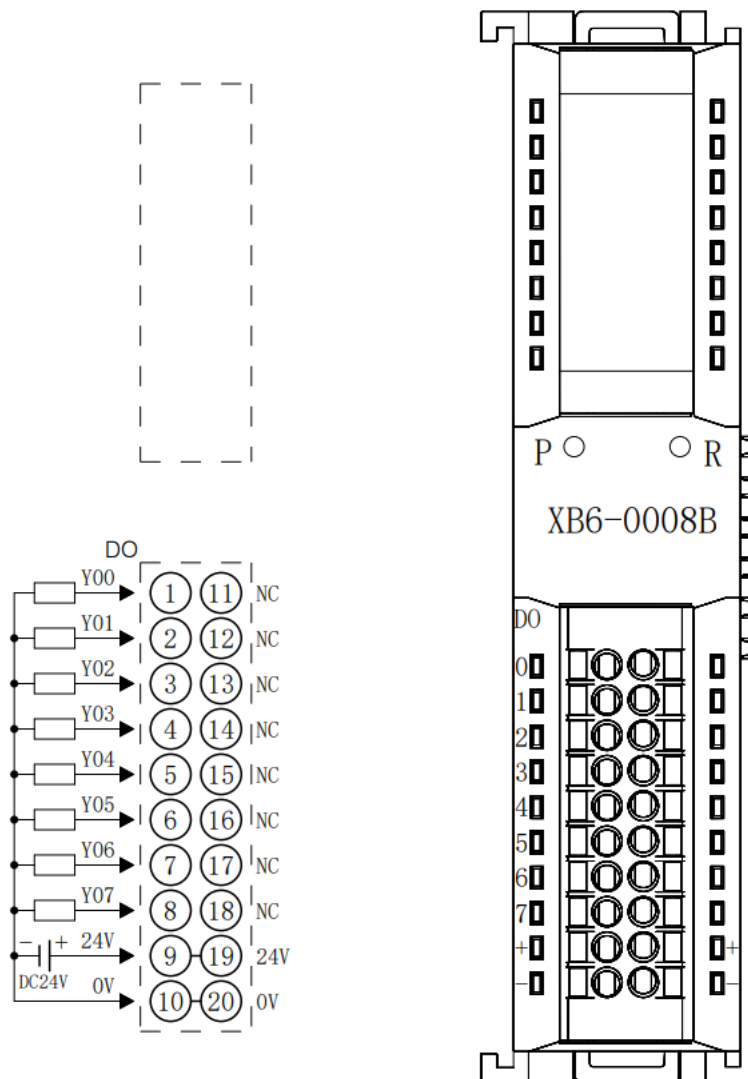 DO
Y00 1 11 NC
Y01 2 12 NC
Y02 3 13 NC
Y03 4 14 NC
Y04 5 15 NC
Y05 6 16 NC
Y06 7 17 NC
Y07 8 18 NC
- + 24V 9 19 24V
DC24V
0V 10 20 0V
P R
XB6-0008B
DO
0
1
2
3
4
5
6
7
+ +
- -